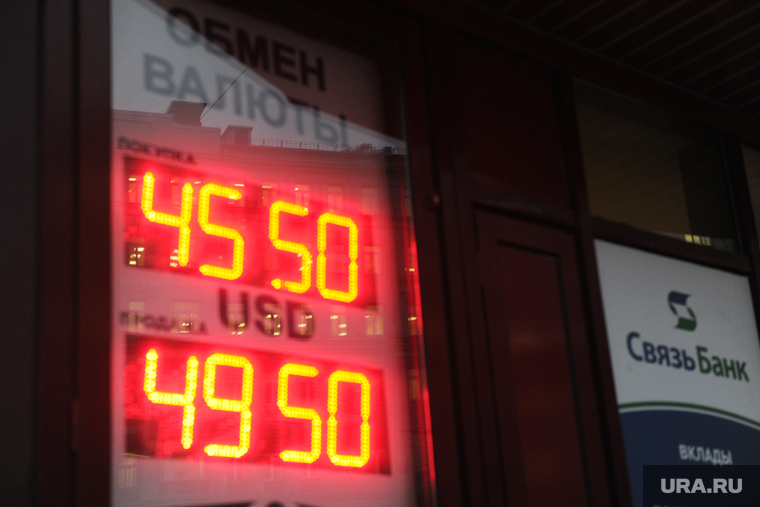 ОБМЕН
ВАЛЮТЫ
ПОКУПКА
45 50
USD
ПРОДАЖА
49 50
СвязьБанк
ВКЛАДЫ
URA.RU